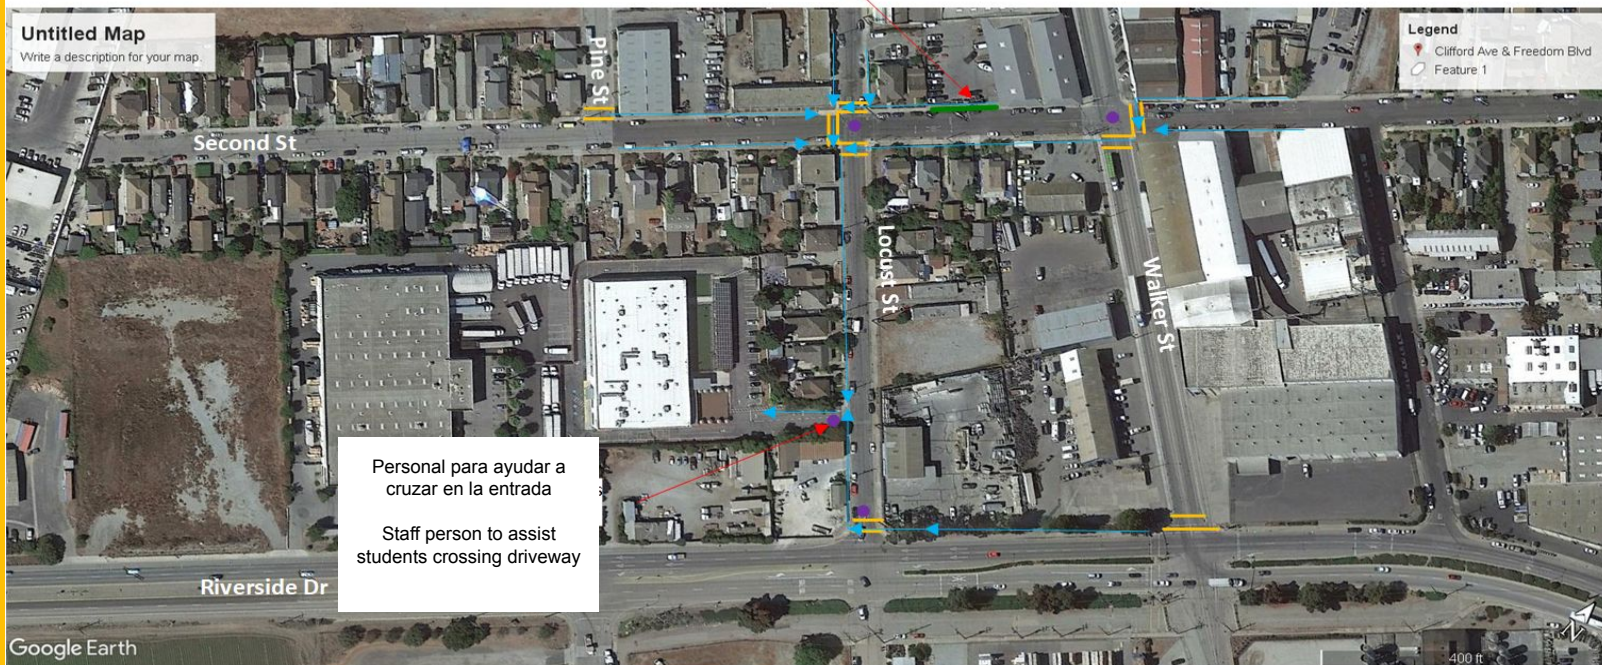 Untitled Map
Write a description for your map.
Legend
Clifford Ave & Freedom Blvd
Feature 1
Pine St
Second St
Locust St
Walker St
Personal para ayudar a
cruzar en la entrada
Staff person to assist
students crossing driveway
Riverside Dr
Google Earth
N
400 ft